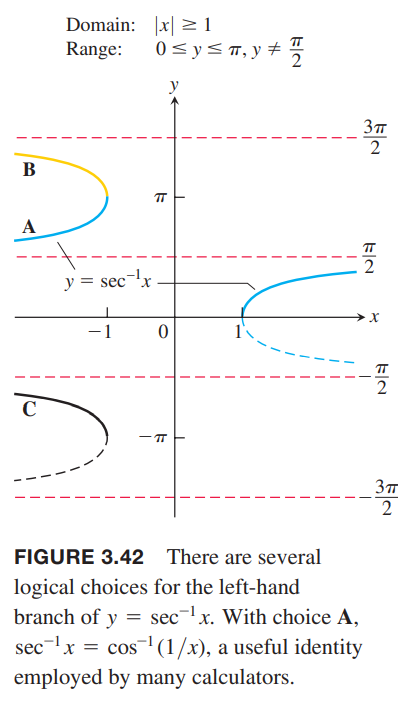 Domain: |x| ≥ 1
Range: 0 ≤ y ≤ π, y ≠ π/2
y
3π/2
B
π
A
π/2
y = sec⁻¹x
x
−1 0 1
−π/2
C
−π
−3π/2
FIGURE 3.42 There are several
logical choices for the left-hand
branch of y = sec⁻¹ x. With choice A,
sec⁻¹ x = cos⁻¹ (1/x), a useful identity
employed by many calculators.